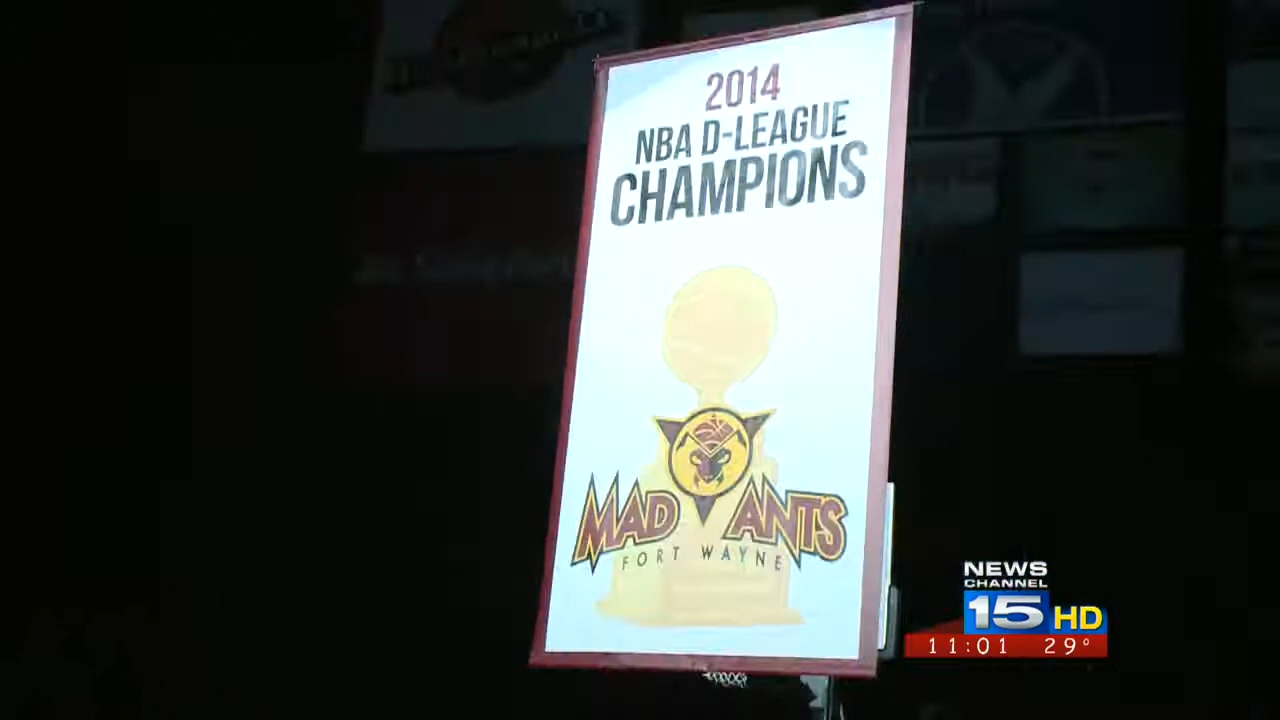 2014
NBA D-LEAGUE
CHAMPIONS
MAD ANTS
FORT WAYNE
NEWS
CHANNEL
15 HD
11:01 29°